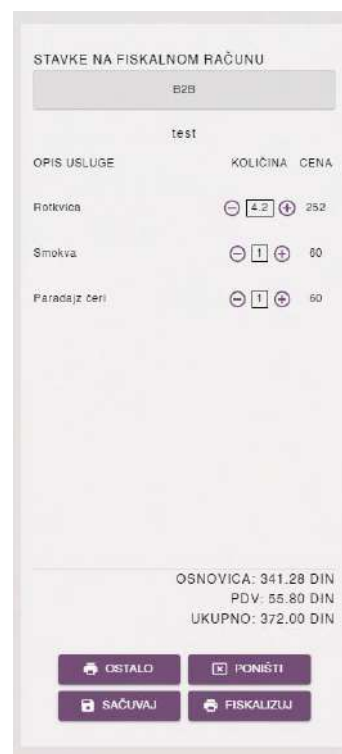 STAVKE NA FISKALNOM RAČUNU
B2B
test
OPIS USLUGE KOLIČINA CENA
Rotkvica 4.2 252
Smokva 1 60
Paradajz čeri 1 60
OSNOVICA: 341.28 DIN
PDV: 55.80 DIN
UKUPNO: 372.00 DIN
OSTALO PONIŠTI
SAČUVAJ FISKALIZUJ